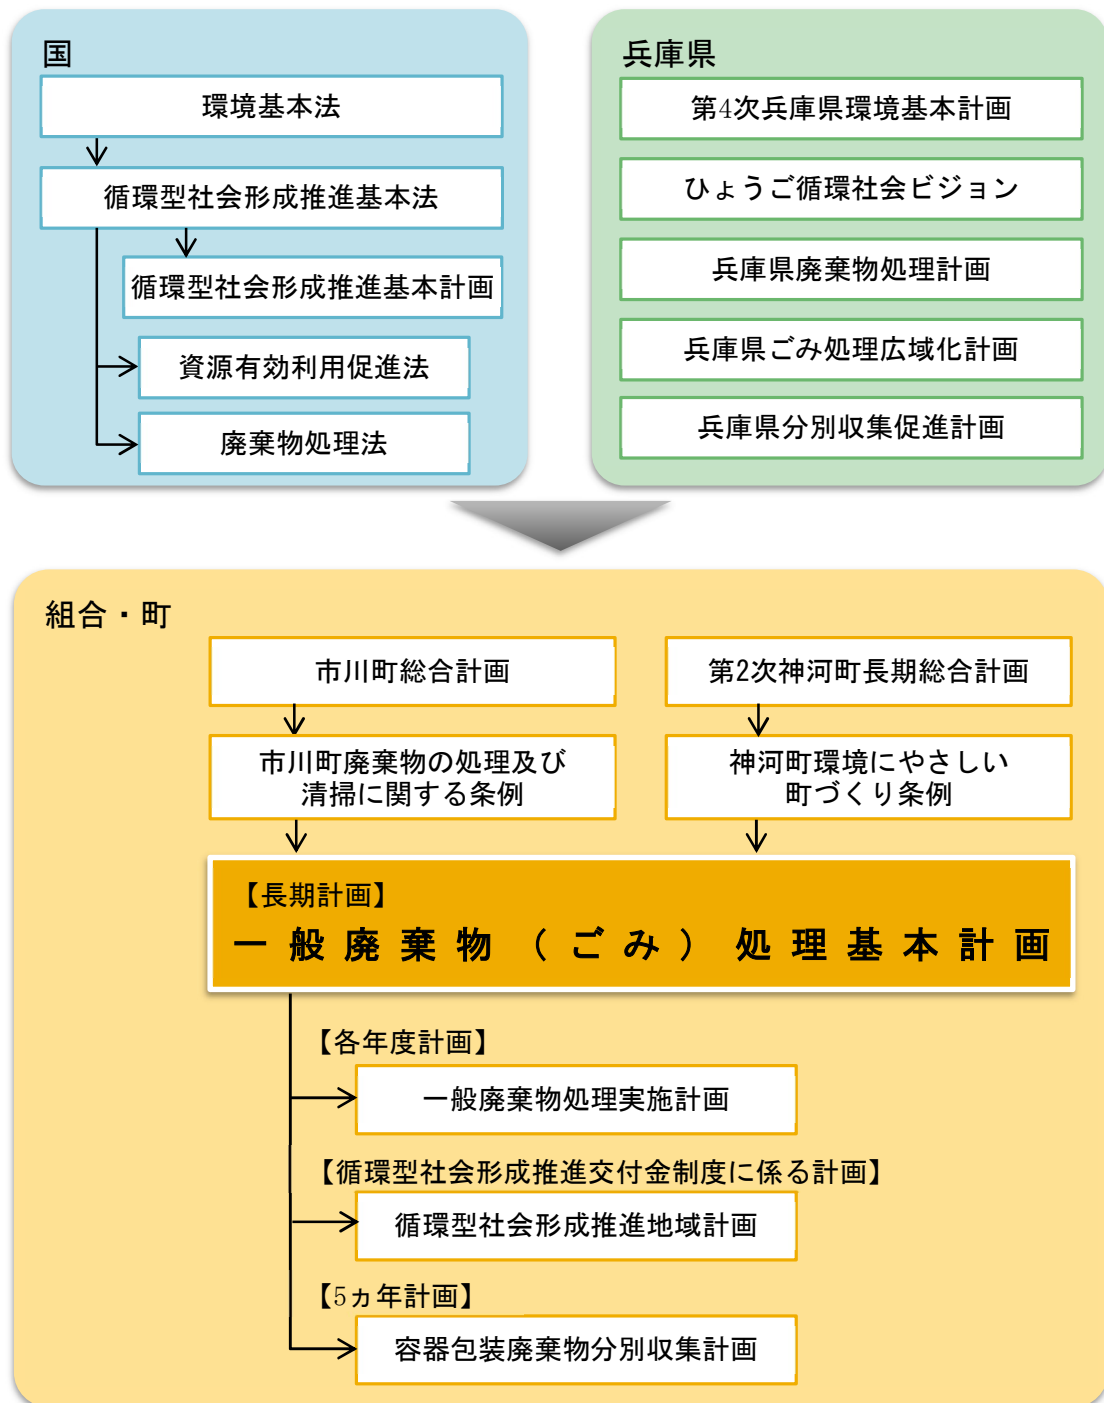 国
環境基本法
循環型社会形成推進基本法
循環型社会形成推進基本計画
資源有効利用促進法
廃棄物処理法
兵庫県
第4次兵庫県環境基本計画
ひょうご循環社会ビジョン
兵庫県廃棄物処理計画
兵庫県ごみ処理広域化計画
兵庫県分別収集促進計画
組合・町
市川町総合計画
市川町廃棄物の処理及び
清掃に関する条例
第2次神河町長期総合計画
神河町環境にやさしい
町づくり条例
【長期計画】
一般廃棄物（ごみ）処理基本計画
【各年度計画】
一般廃棄物処理実施計画
【循環型社会形成推進交付金制度に係る計画】
循環型社会形成推進地域計画
【5ヵ年計画】
容器包装廃棄物分別収集計画